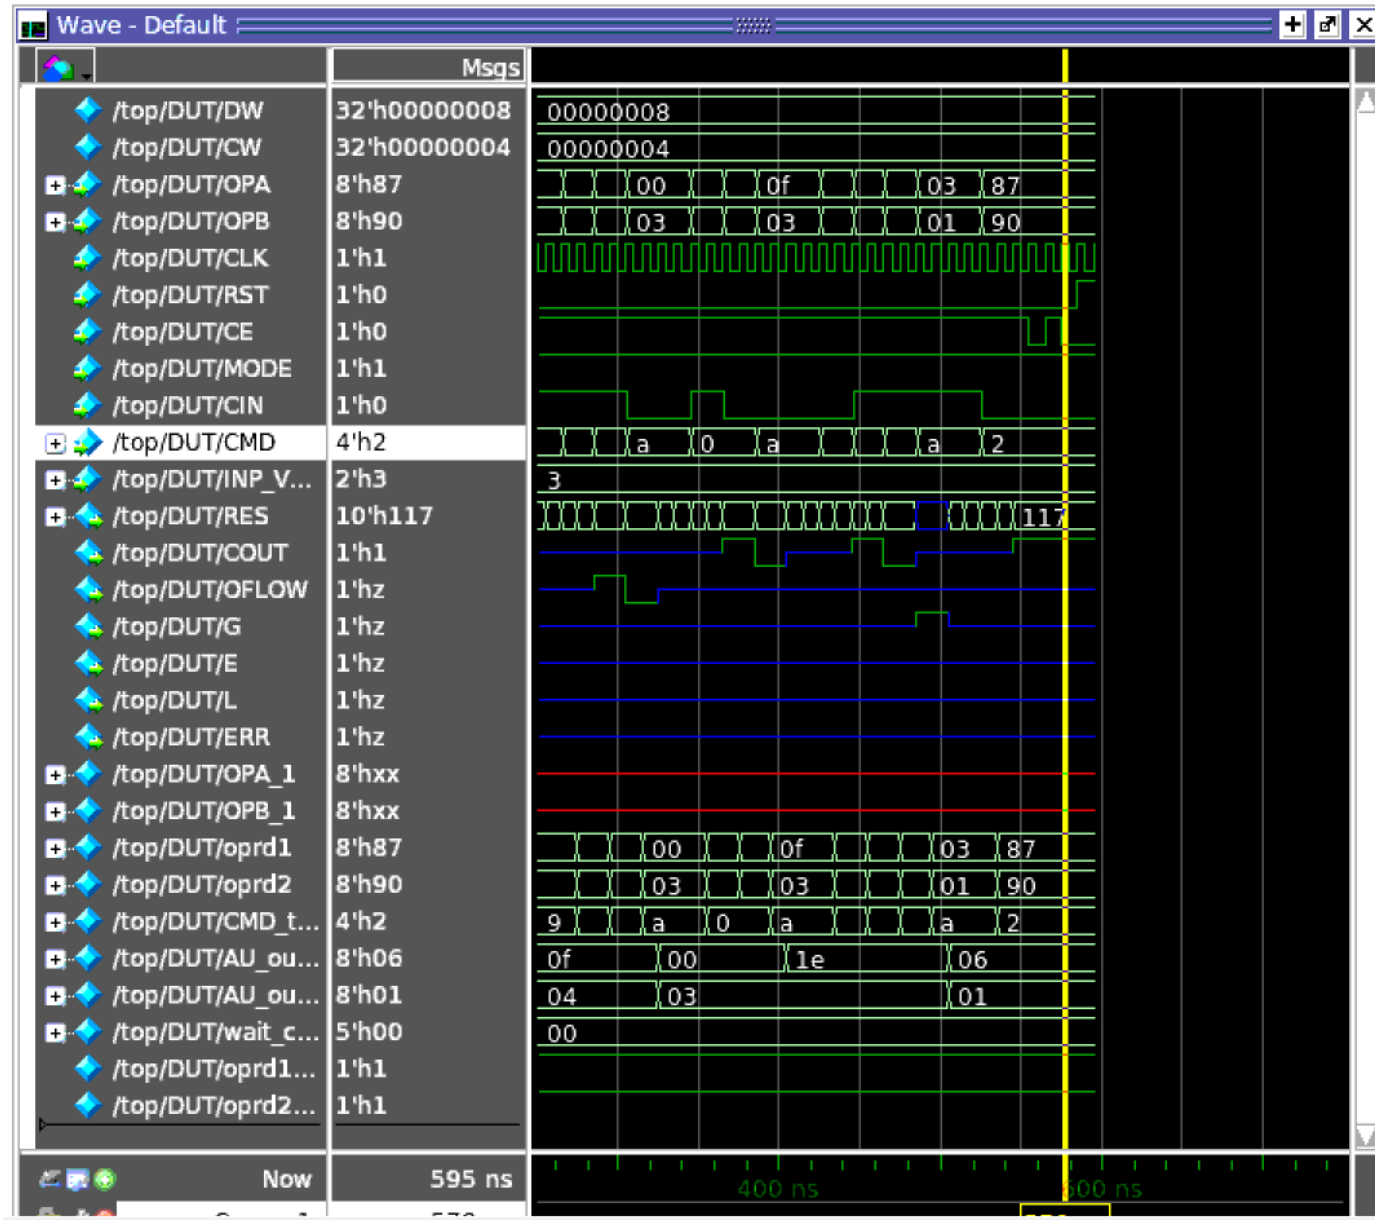 Wave - Default
Msgs
/top/DUT/DW 32'h00000008 00000008
/top/DUT/CW 32'h00000004 00000004
/top/DUT/OPA 8'h87 00 0f 03 87
/top/DUT/OPB 8'h90 03 03 01 90
/top/DUT/CLK 1'h1
/top/DUT/RST 1'h0
/top/DUT/CE 1'h0
/top/DUT/MODE 1'h1
/top/DUT/CIN 1'h0
/top/DUT/CMD 4'h2 a 0 a a 2
/top/DUT/INP_V... 2'h3 3
/top/DUT/RES 10'h117 117
/top/DUT/COUT 1'h1
/top/DUT/OFLOW 1'hz
/top/DUT/G 1'hz
/top/DUT/E 1'hz
/top/DUT/L 1'hz
/top/DUT/ERR 1'hz
/top/DUT/OPA_1 8'hxx
/top/DUT/OPB_1 8'hxx
/top/DUT/oprd1 8'h87 00 0f 03 87
/top/DUT/oprd2 8'h90 03 03 01 90
/top/DUT/CMD_t... 4'h2 9 a 0 a a 2
/top/DUT/AU_ou... 8'h06 0f 00 1e 06
/top/DUT/AU_ou... 8'h01 04 03 01
/top/DUT/wait_c... 5'h00 00
/top/DUT/oprd1... 1'h1
/top/DUT/oprd2... 1'h1
Now 595 ns 400 ns 600 ns